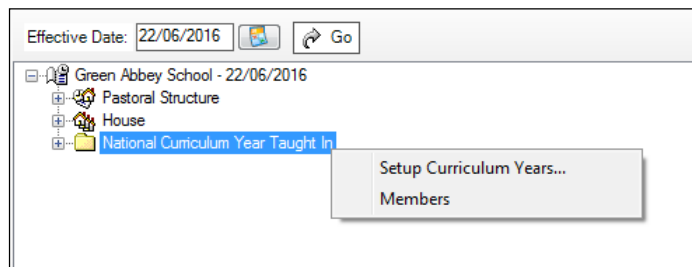 Effective Date: 22/06/2016 Go
Green Abbey School - 22/06/2016
Pastoral Structure
House
National Curriculum Year Taught In
Setup Curriculum Years...
Members